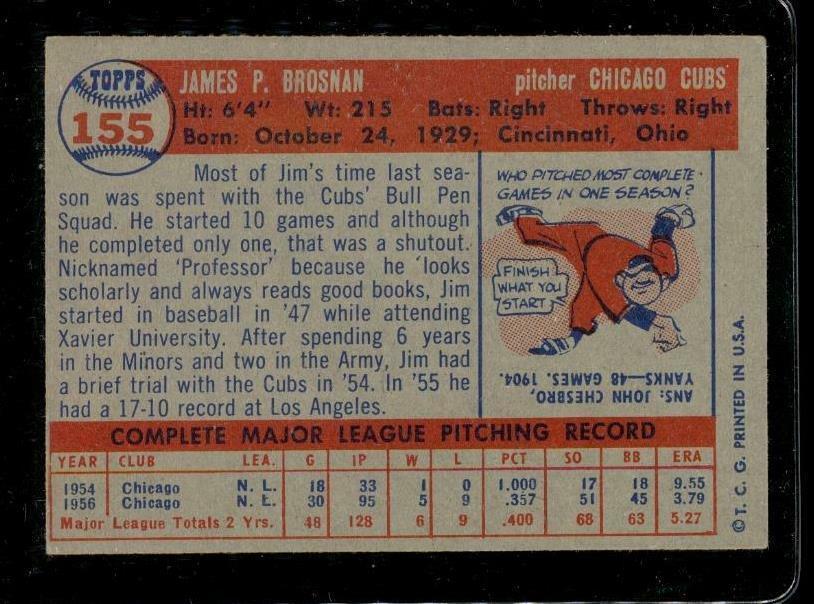 TOPPS
155
JAMES P. BROSNAN pitcher CHICAGO CUBS
Ht: 6'4" Wt: 215 Bats: Right Throws: Right
Born: October 24, 1929; Cincinnati, Ohio
Most of Jim's time last sea-
son was spent with the Cubs' Bull Pen
Squad. He started 10 games and although
he completed only one, that was a shutout.
Nicknamed 'Professor' because he looks
scholarly and always reads good books, Jim
started in baseball in '47 while attending
Xavier University. After spending 6 years
in the Minors and two in the Army, Jim had
a brief trial with the Cubs in '54. In '55 he
had a 17-10 record at Los Angeles.
WHO PITCHED MOST COMPLETE
GAMES IN ONE SEASON?
FINISH
WHAT YOU
START
ANS: JOHN CHESBRO,
YANKS—48 GAMES. 1904.
COMPLETE MAJOR LEAGUE PITCHING RECORD
YEAR CLUB LEA. G IP W L PCT SO BB ERA
1954 Chicago N. L. 18 33 1 0 1.000 17 18 9.55
1956 Chicago N. L. 30 95 5 9 .357 51 45 3.79
Major League Totals 2 Yrs. 48 128 6 9 .400 68 63 5.27
© T. C. G. PRINTED IN U.S.A.